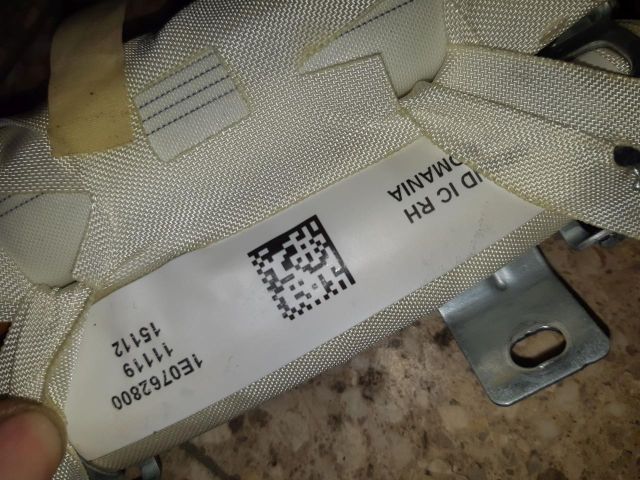 ID IC RH
OMANIA
1E0762800
11119
15112